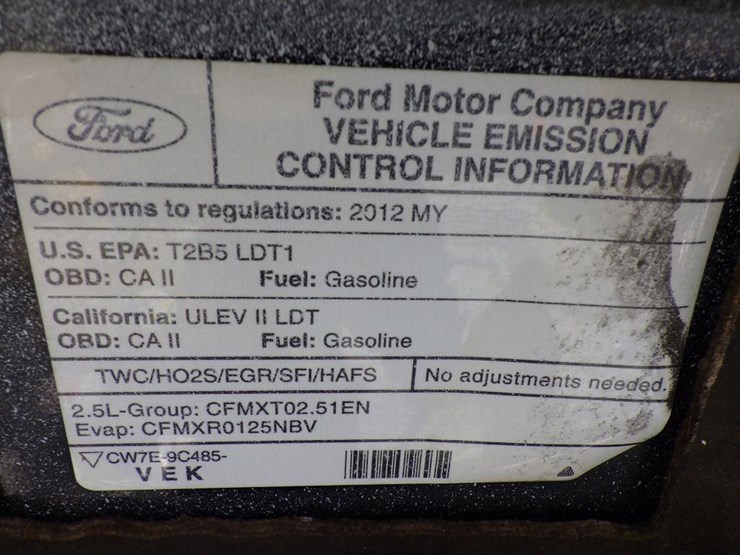 Ford
Ford Motor Company
VEHICLE EMISSION
CONTROL INFORMATION
Conforms to regulations: 2012 MY
U.S. EPA: T2B5 LDT1
OBD: CA II Fuel: Gasoline
California: ULEV II LDT
OBD: CA II Fuel: Gasoline
TWC/HO2S/EGR/SFI/HAFS No adjustments needed.
2.5L-Group: CFMXT02.51EN
Evap: CFMXR0125NBV
CW7E-9C485-
VEK